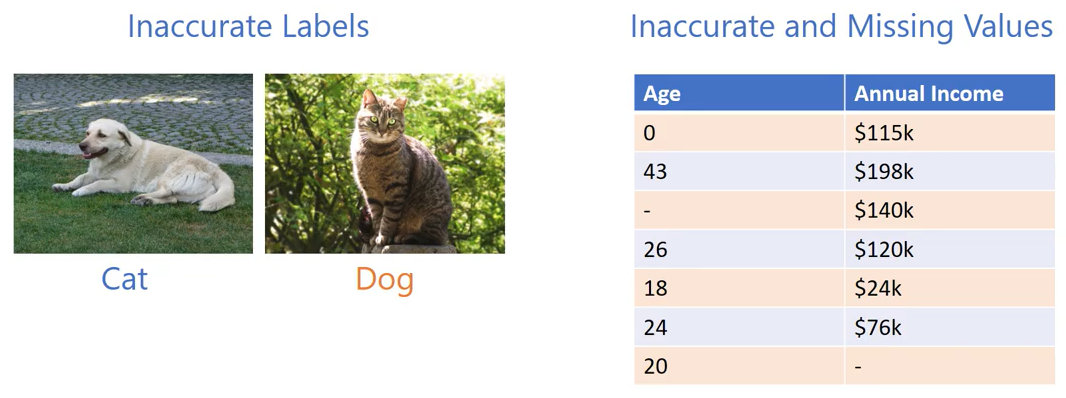 Inaccurate Labels
Cat
Dog
Inaccurate and Missing Values
Age Annual Income
0 $115k
43 $198k
- $140k
26 $120k
18 $24k
24 $76k
20 -